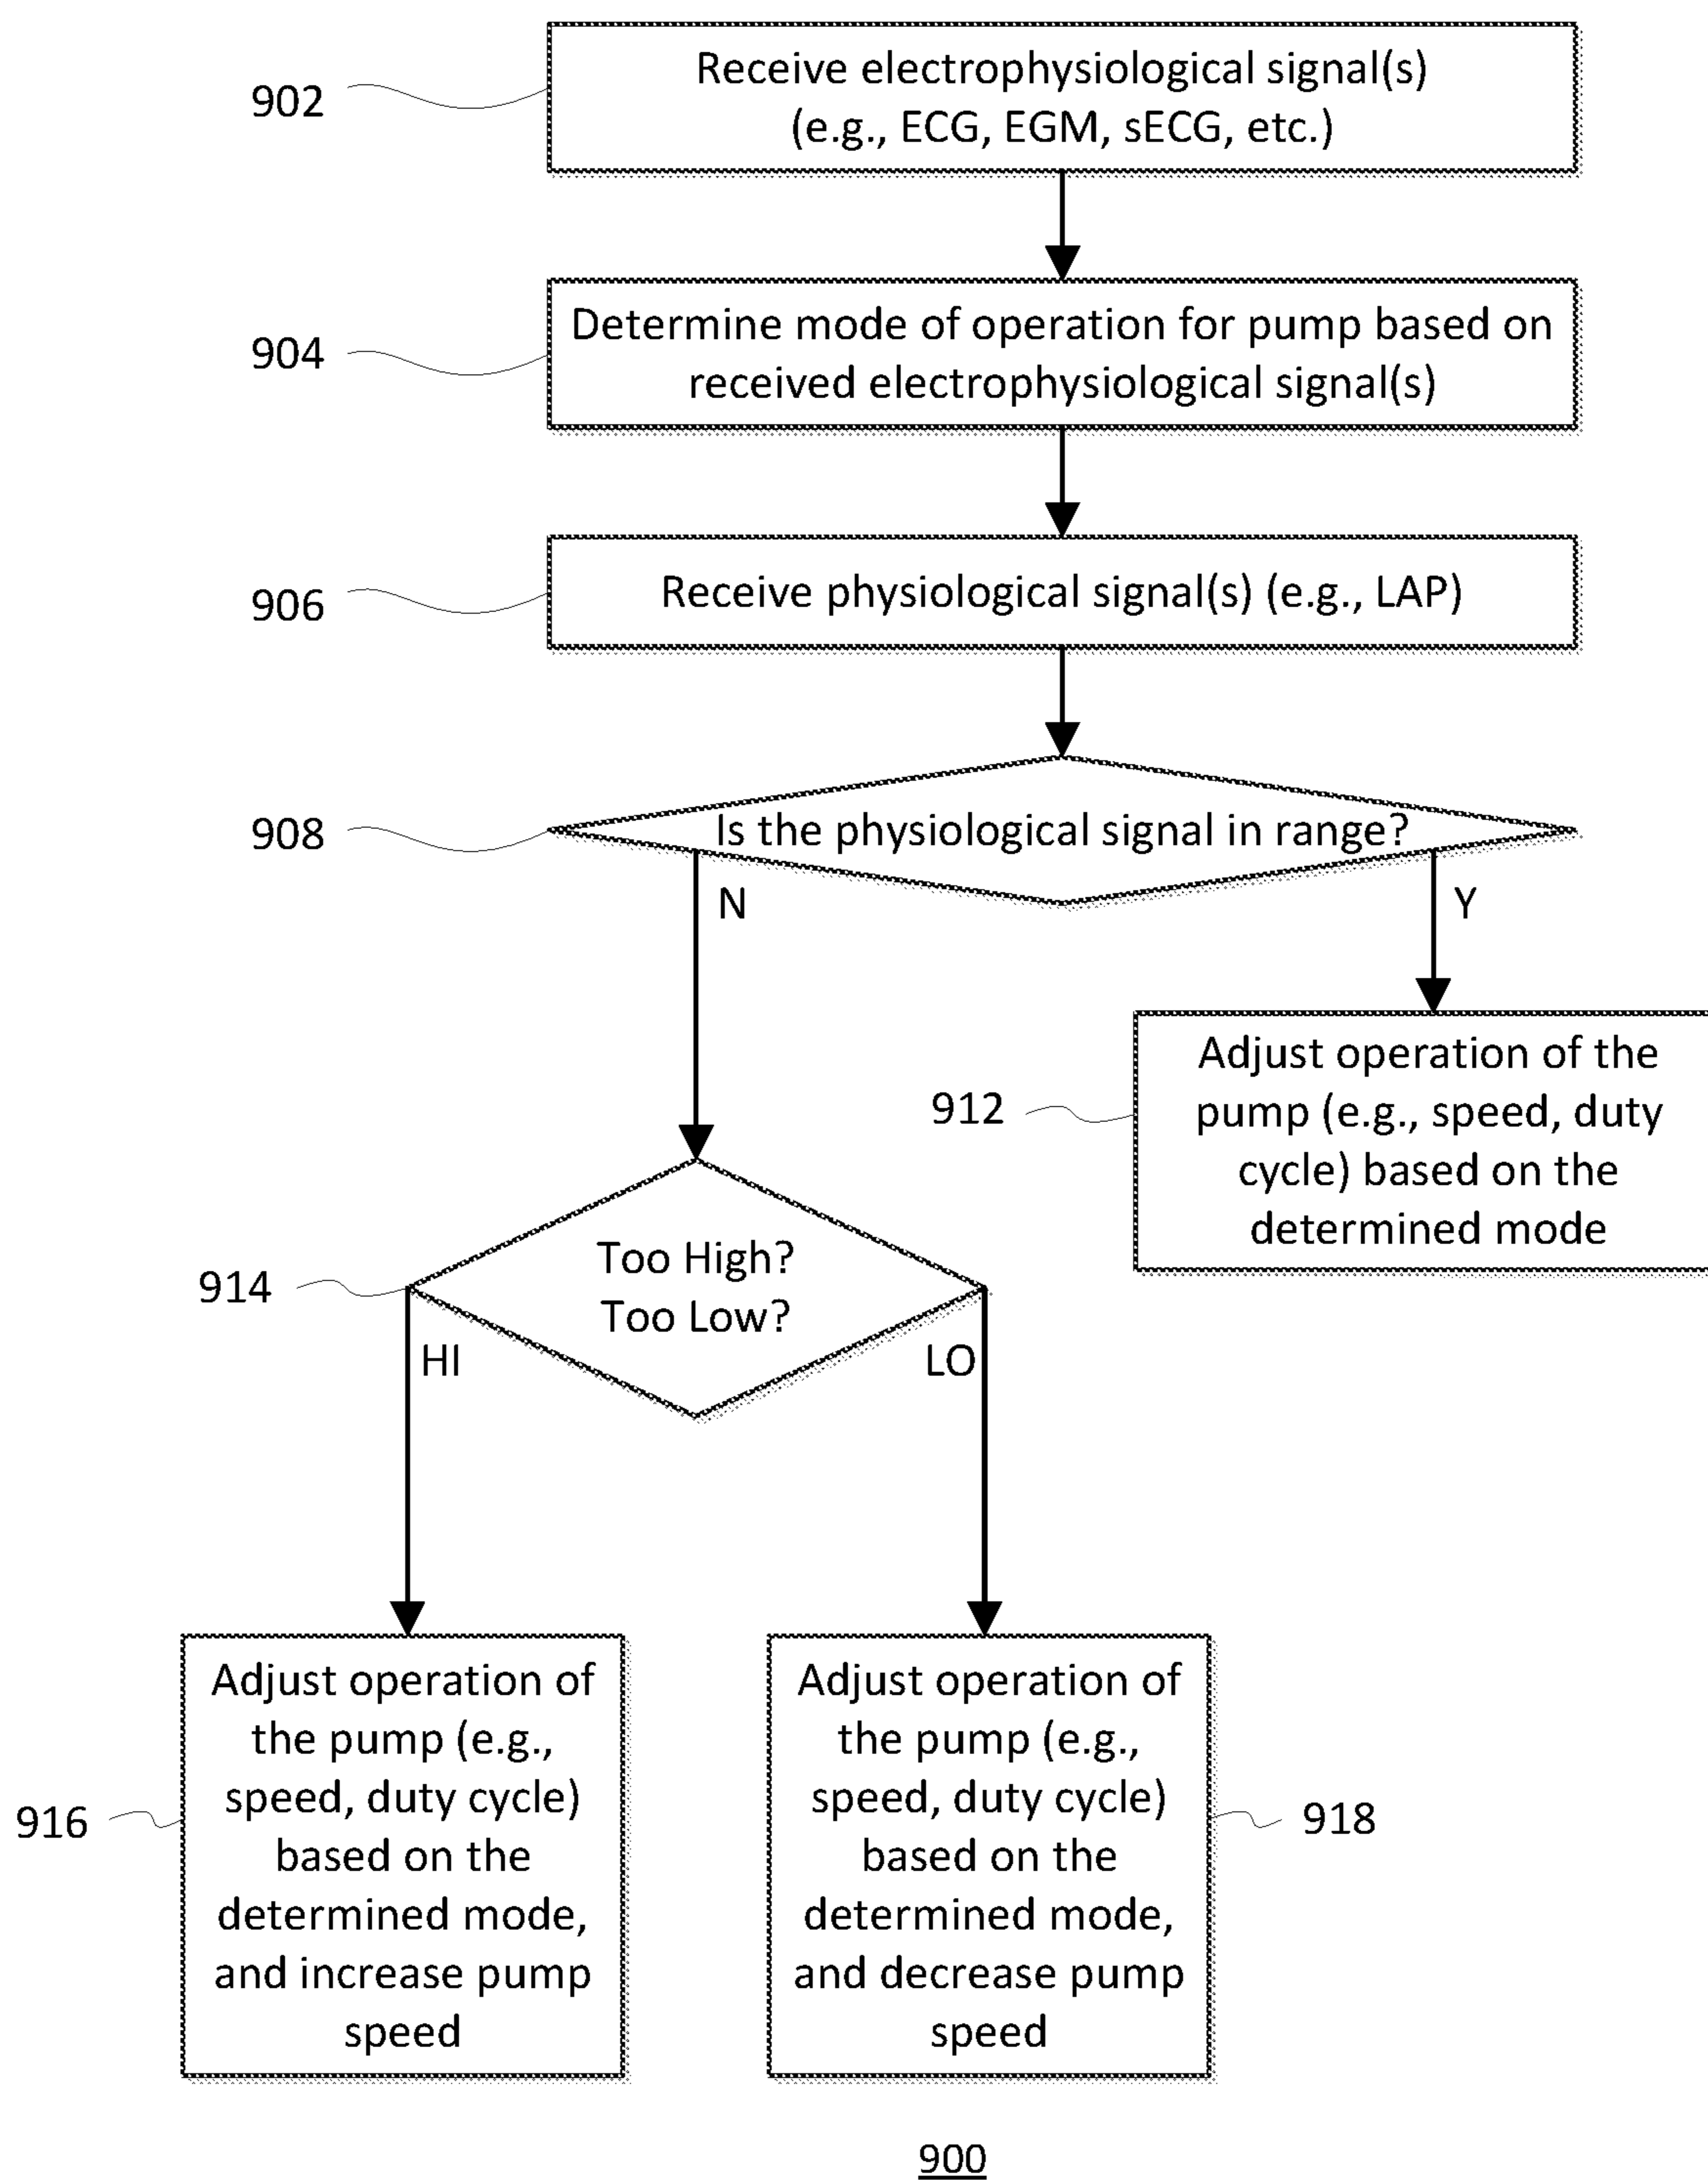 902
Receive electrophysiological signal(s)
(e.g., ECG, EGM, sECG, etc.)
904
Determine mode of operation for pump based on
received electrophysiological signal(s)
906
Receive physiological signal(s) (e.g., LAP)
908
Is the physiological signal in range?
N
Y
912
Adjust operation of the
pump (e.g., speed, duty
cycle) based on the
determined mode
914
Too High?
Too Low?
HI
LO
916
Adjust operation of
the pump (e.g.,
speed, duty cycle)
based on the
determined mode,
and increase pump
speed
Adjust operation of
the pump (e.g.,
speed, duty cycle)
based on the
determined mode,
and decrease pump
speed
918
900